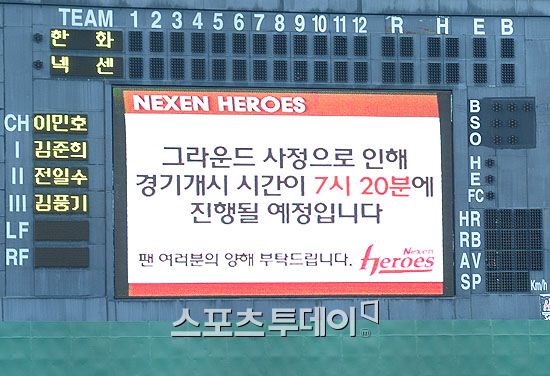 TEAM 1 2 3 4 5 6 7 8 9 10 11 12 R H E B
한 화
넥 센
NEXEN HEROES
그라운드 사정으로 인해
경기개시 시간이 7시 20분에
진행될 예정입니다
팬 여러분의 양해 부탁드립니다.
Nexen
Heroes
CH 이민호
I 김준희
II 전일수
III 김풍기
LF
RF
B
S
O
H
E
FC
HR
RB
AV
SP
Km/h
스포츠투데이